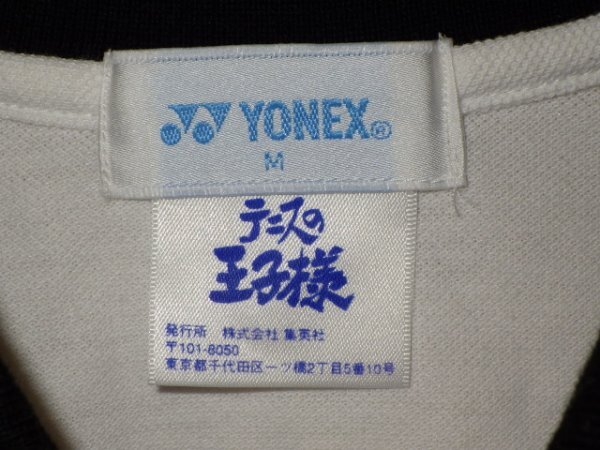 YONEX®
M
テニスの
王子様
発行所 株式会社 集英社
〒101-8050
東京都千代田区一ツ橋2丁目5番10号